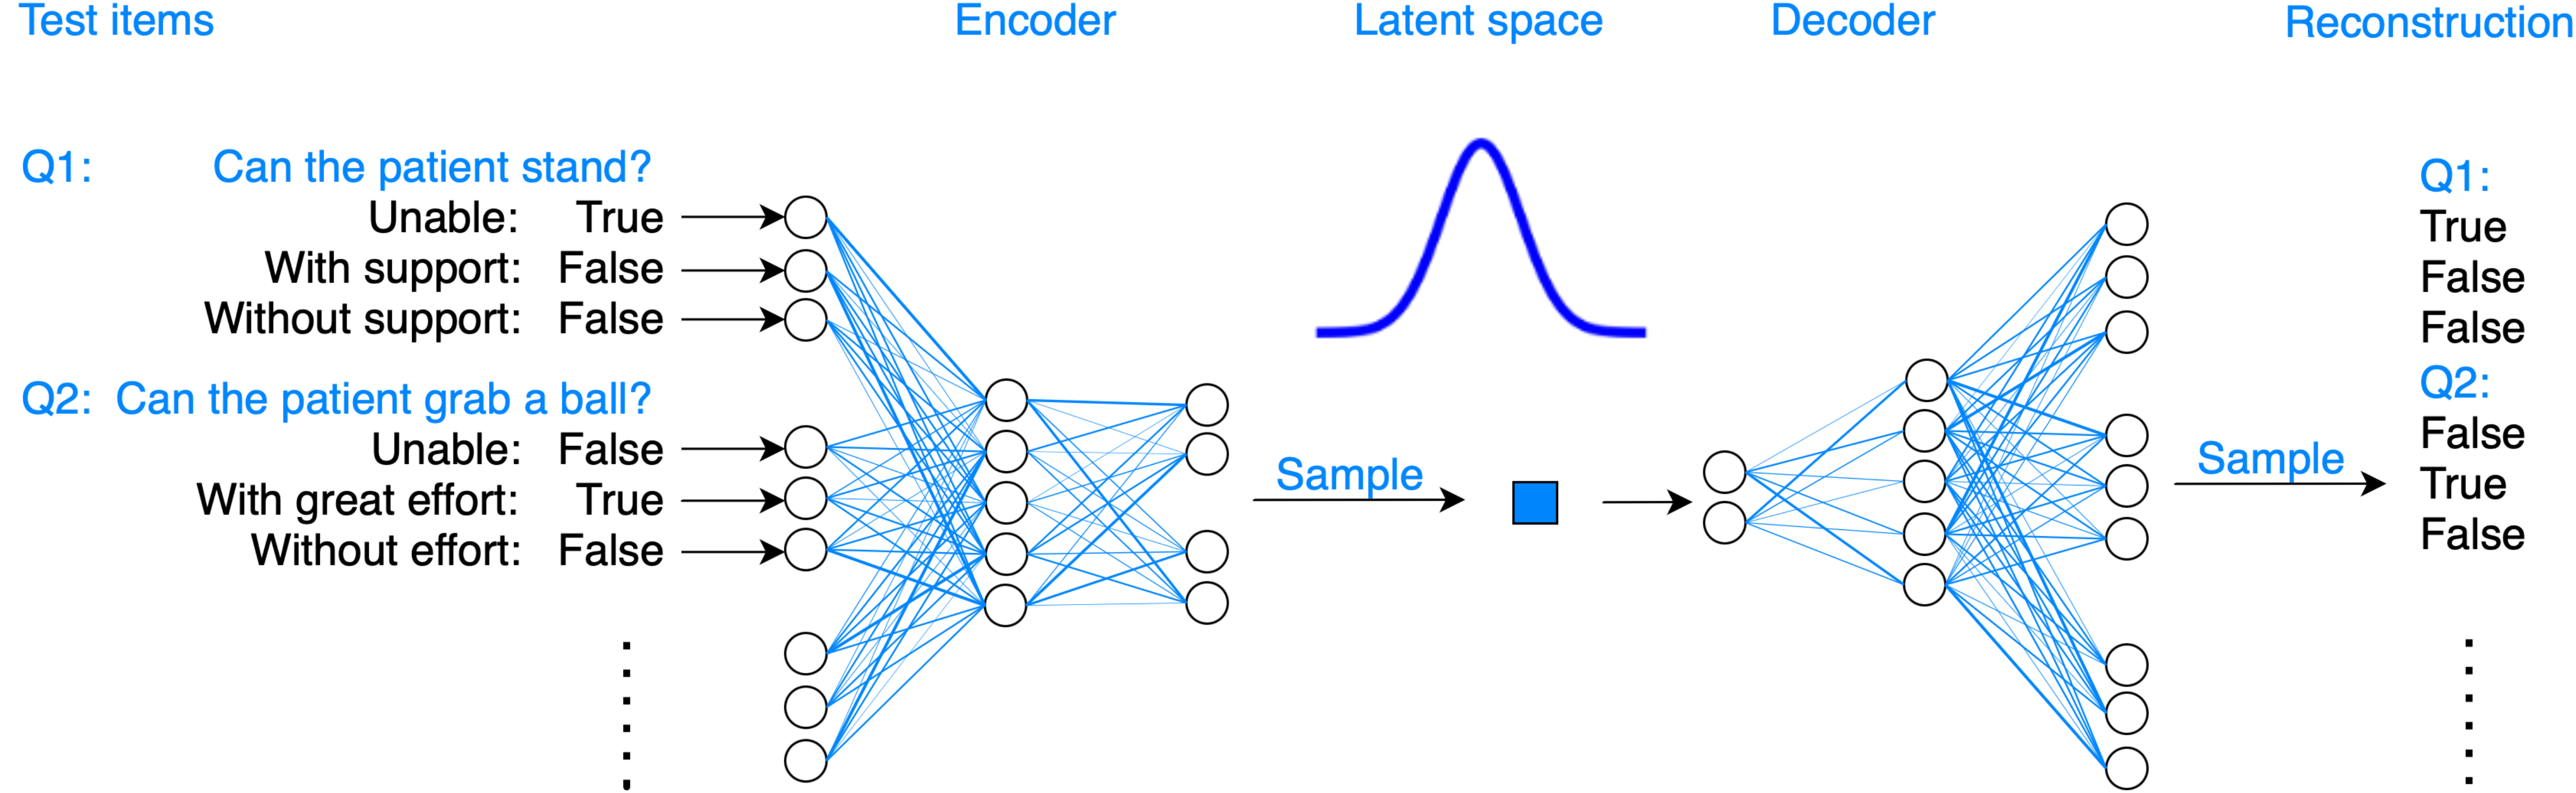 Test items
Encoder
Latent space
Decoder
Reconstruction
Q1: Can the patient stand?
Unable: True
With support: False
Without support: False
Q2: Can the patient grab a ball?
Unable: False
With great effort: True
Without effort: False
Sample
Sample
Q1:
True
False
False
Q2:
False
True
False